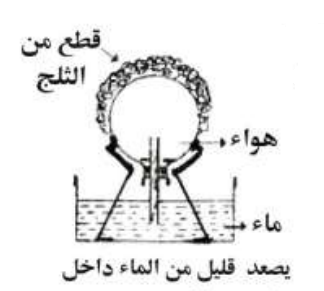 قطع من
الثلج
هواء
ماء
يصعد قليل من الماء داخل